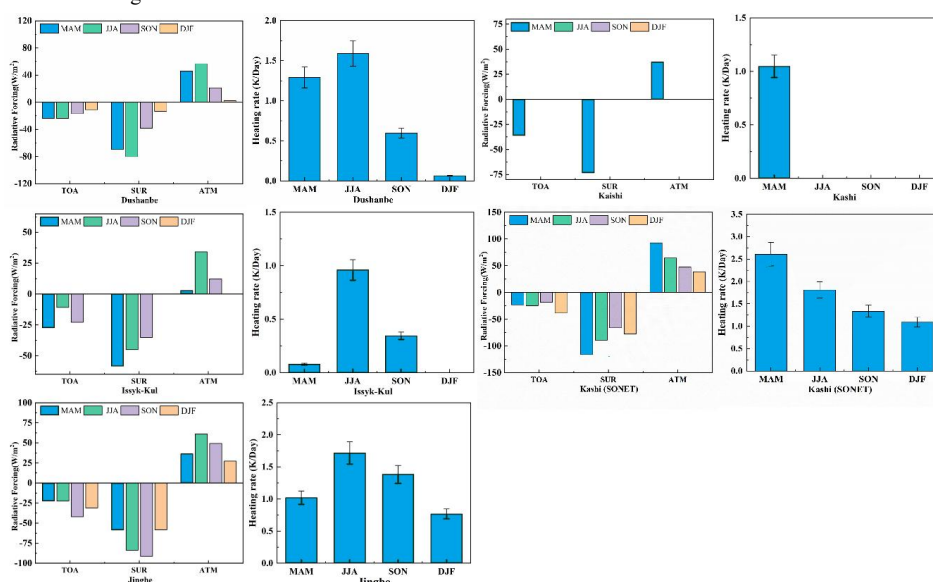 MAM JJA SON DJF
120
80
40
0
-40
-80
-120
Radiative Forcing(W/m²)
TOA SUR ATM
Dushanbe
2.0
1.5
1.0
0.5
0.0
Heating rate (K/Day)
MAM JJA SON DJF
Dushanbe
MAM JJA SON DJF
75
50
25
0
-25
-50
-75
Radiative Forcing(W/m²)
TOA SUR ATM
Kaishi
1.5
1.0
0.5
0.0
Heating rate (K/Day)
MAM JJA SON DJF
Kashi
MAM JJA SON DJF
50
25
0
-25
-50
Radiative Forcing(W/m²)
TOA SUR ATM
Issyk-Kul
1.5
1.0
0.5
0.0
Heating rate (K/Day)
MAM JJA SON DJF
Issyk-Kul
MAM JJA SON DJF
150
100
50
0
-50
-100
-150
Radiative Forcing(W/m²)
TOA SUR ATM
Kashi (SONET)
3.5
3.0
2.5
2.0
1.5
1.0
0.5
0.0
Heating rate (K/Day)
MAM JJA SON DJF
Kashi (SONET)
MAM JJA SON DJF
100
75
50
25
0
-25
-50
-75
-100
Radiative Forcing(W/m²)
TOA SUR ATM
Jinghe
2.5
2.0
1.5
1.0
0.5
0.0
Heating rate (K/Day)
MAM JJA SON DJF
Jinghe